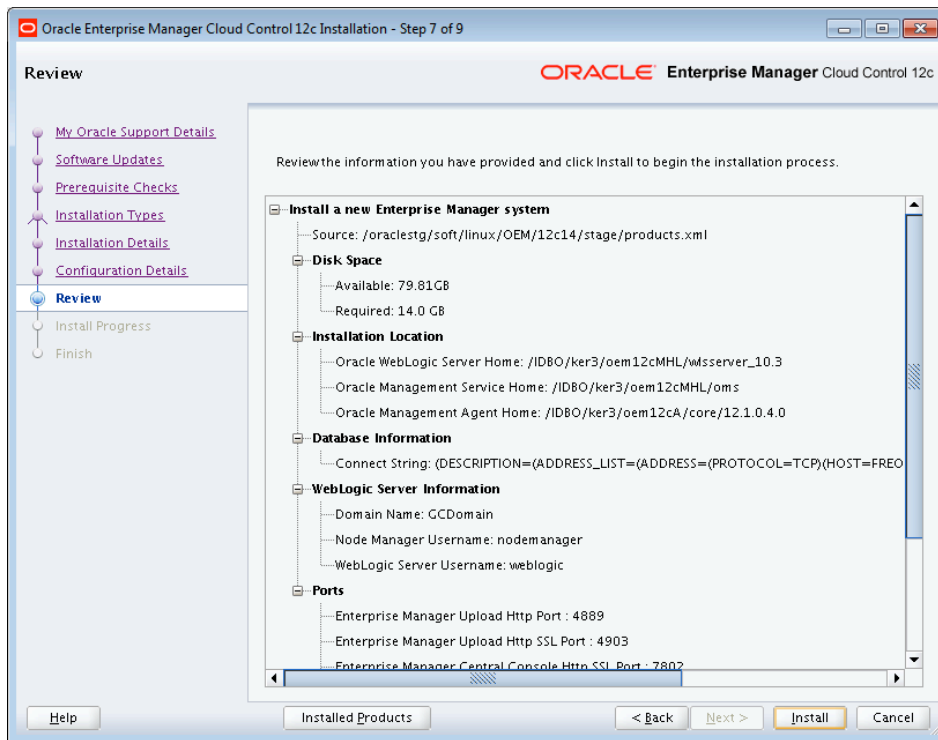 Oracle Enterprise Manager Cloud Control 12c Installation - Step 7 of 9
Review
ORACLE Enterprise Manager Cloud Control 12c
My Oracle Support Details
Software Updates
Prerequisite Checks
Installation Types
Installation Details
Configuration Details
Review
Install Progress
Finish
Review the information you have provided and click Install to begin the installation process.
Install a new Enterprise Manager system
Source: /oraclestg/soft/linux/OEM/12c14/stage/products.xml
Disk Space
Available: 79.81GB
Required: 14.0 GB
Installation Location
Oracle WebLogic Server Home: /IDBO/ker3/oem12cMHL/wlsserver_10.3
Oracle Management Service Home: /IDBO/ker3/oem12cMHL/oms
Oracle Management Agent Home: /IDBO/ker3/oem12cA/core/12.1.0.4.0
Database Information
Connect String: (DESCRIPTION=(ADDRESS_LIST=(ADDRESS=(PROTOCOL=TCP)(HOST=FREO
WebLogic Server Information
Domain Name: GCDomain
Node Manager Username: nodemanager
WebLogic Server Username: weblogic
Ports
Enterprise Manager Upload Http Port : 4889
Enterprise Manager Upload Http SSL Port : 4903
Enterprise Manager Central Console Http SSL Port : 7802
Help
Installed Products
< Back
Next >
Install
Cancel